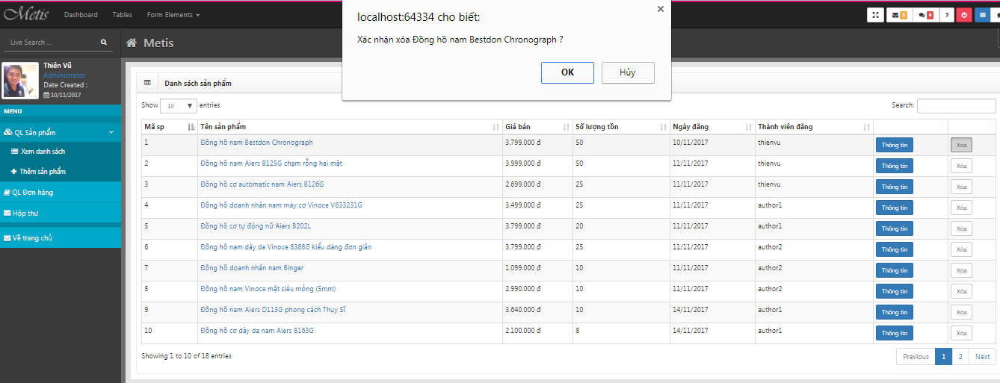 Metis
Dashboard
Tables
Form Elements
3
4
?
localhost:64334 cho biết:
Xác nhận xóa Đồng hồ nam Bestdon Chronograph ?
OK
Hủy
Live Search ...
Metis
Thiên Vũ
Administrator
Date Created :
10/11/2017
MENU
QL Sản phẩm
Xem danh sách
Thêm sản phẩm
QL Đơn hàng
Hộp thư
Về trang chủ
Danh sách sản phẩm
Show 10 entries
Search:
Mã sp Tên sản phẩm Giá bán Số lượng tồn Ngày đăng Thành viên đăng
1 Đồng hồ nam Bestdon Chronograph 3.799.000 đ 50 10/11/2017 thienvu Thông tin Xóa
2 Đồng hồ nam Aiers B125G chạm rỗng hai mặt 3.999.000 đ 50 11/11/2017 thienvu Thông tin Xóa
3 Đồng hồ cơ automatic nam Aiers B126G 2.699.000 đ 25 11/11/2017 thienvu Thông tin Xóa
4 Đồng hồ doanh nhân nam máy cơ Vinoce V633231G 3.499.000 đ 25 11/11/2017 author1 Thông tin Xóa
5 Đồng hồ cơ tự động nữ Aiers B202L 3.799.000 đ 20 11/11/2017 author1 Thông tin Xóa
6 Đồng hồ nam dây da Vinoce 8388G kiểu dáng đơn giản 3.799.000 đ 25 11/11/2017 author2 Thông tin Xóa
7 Đồng hồ doanh nhân nam Binger 1.099.000 đ 10 11/11/2017 author2 Thông tin Xóa
8 Đồng hồ nam Vinoce mặt siêu mỏng (5mm) 2.990.000 đ 10 11/11/2017 author2 Thông tin Xóa
9 Đồng hồ nam Aiers D113G phong cách Thụy Sĩ 3.640.000 đ 10 14/11/2017 author1 Thông tin Xóa
10 Đồng hồ cơ dây da nam Aiers B163G 2.100.000 đ 8 14/11/2017 author1 Thông tin Xóa
Showing 1 to 10 of 18 entries
Previous 1 2 Next